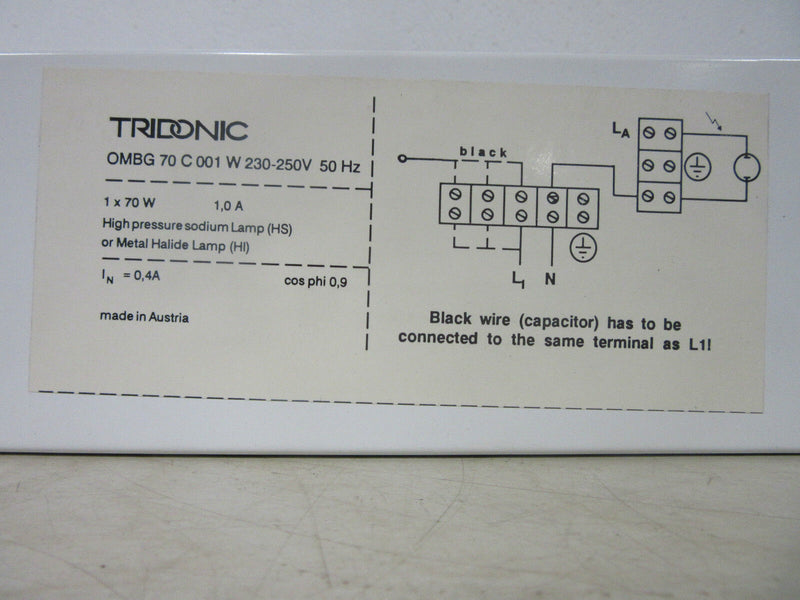 TRIDONIC
OMBG 70 C 001 W 230-250V 50 Hz
1 x 70 W 1,0 A
High pressure sodium Lamp (HS)
or Metal Halide Lamp (HI)
IN = 0,4A cos phi 0,9
made in Austria
black
LA
L1 N
Black wire (capacitor) has to be
connected to the same terminal as L1!